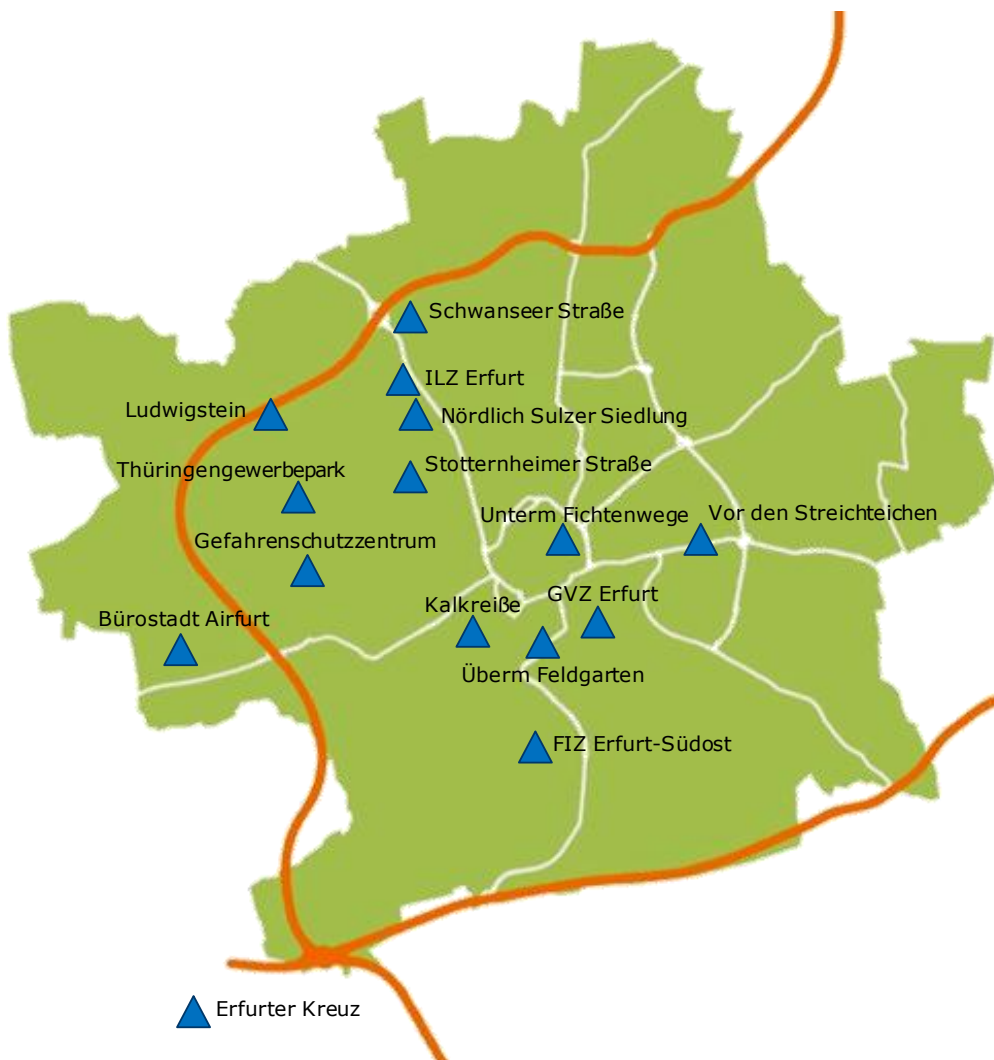 Schwanseer Straße
ILZ Erfurt
Ludwigstein
Nördlich Sulzer Siedlung
Thüringengewerbepark
Stotternheimer Straße
Unterm Fichtenwege
Vor den Streichteichen
Gefahrenschutzzentrum
Bürostadt Airfurt
Kalkreiße
GVZ Erfurt
Überm Feldgarten
FIZ Erfurt-Südost
Erfurter Kreuz